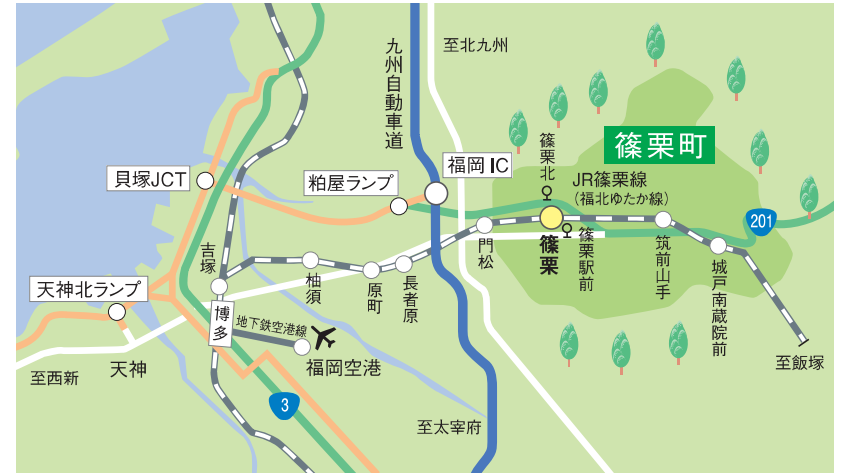 至北九州
九州自動車道
篠栗町
篠栗北
福岡IC
貝塚JCT
粕屋ランプ
JR篠栗線
(福北ゆたか線)
201
吉塚
柚須
原町
長者原
門松
篠栗
篠栗駅前
筑前山手
城戸南蔵院前
天神北ランプ
博多
地下鉄空港線
福岡空港
天神
至西新
至飯塚
3
至太宰府